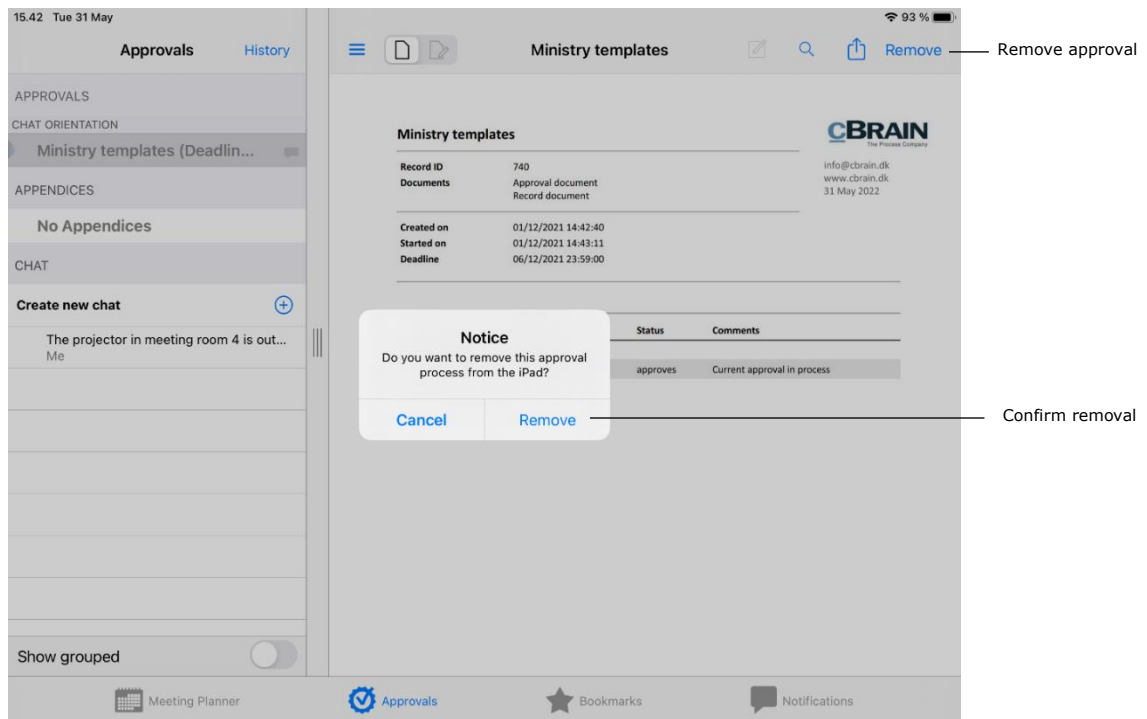 15.42 Tue 31 May
93 %
Approvals History
Ministry templates
Remove
Remove approval
APPROVALS
CHAT ORIENTATION
Ministry templates (Deadlin...
APPENDICES
No Appendices
CHAT
Create new chat
The projector in meeting room 4 is out...
Me
Show grouped
Ministry templates
CBRAIN
The Process Company
Record ID 740
Documents Approval document
Record document
info@cbrain.dk
www.cbrain.dk
31 May 2022
Created on 01/12/2021 14:42:40
Started on 01/12/2021 14:43:11
Deadline 06/12/2021 23:59:00
Status Comments
approves Current approval in process
Notice
Do you want to remove this approval
process from the iPad?
Cancel Remove
Confirm removal
Meeting Planner Approvals Bookmarks Notifications